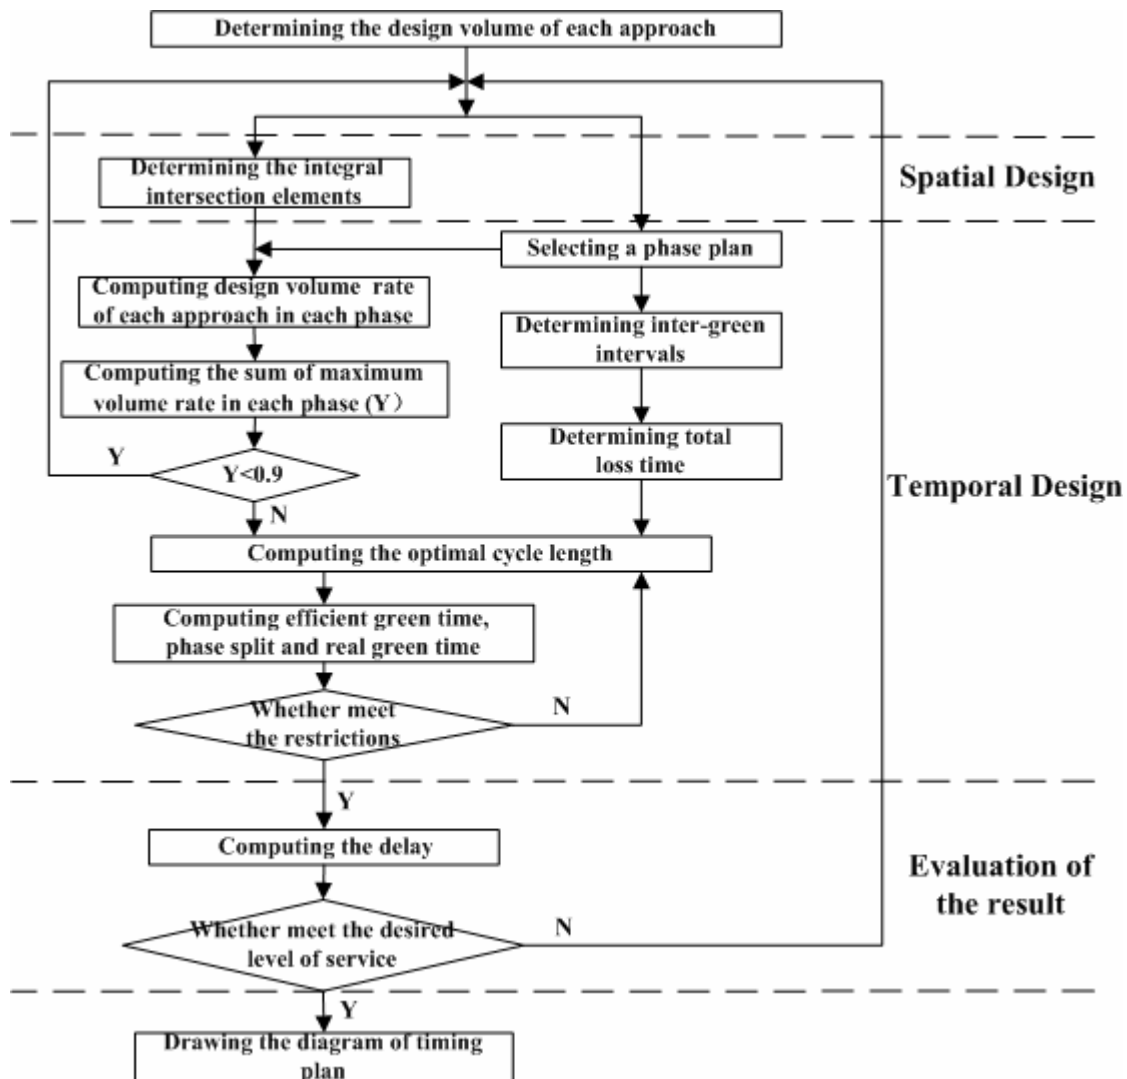 Determining the design volume of each approach
Determining the integral
intersection elements
Spatial Design
Selecting a phase plan
Computing design volume rate
of each approach in each phase
Determining inter-green
intervals
Computing the sum of maximum
volume rate in each phase (Y）
Determining total
loss time
Y
Y<0.9
N
Temporal Design
Computing the optimal cycle length
Computing efficient green time,
phase split and real green time
Whether meet
the restrictions
N
Y
Computing the delay
Evaluation of
the result
Whether meet the desired
level of service
N
Y
Drawing the diagram of timing
plan